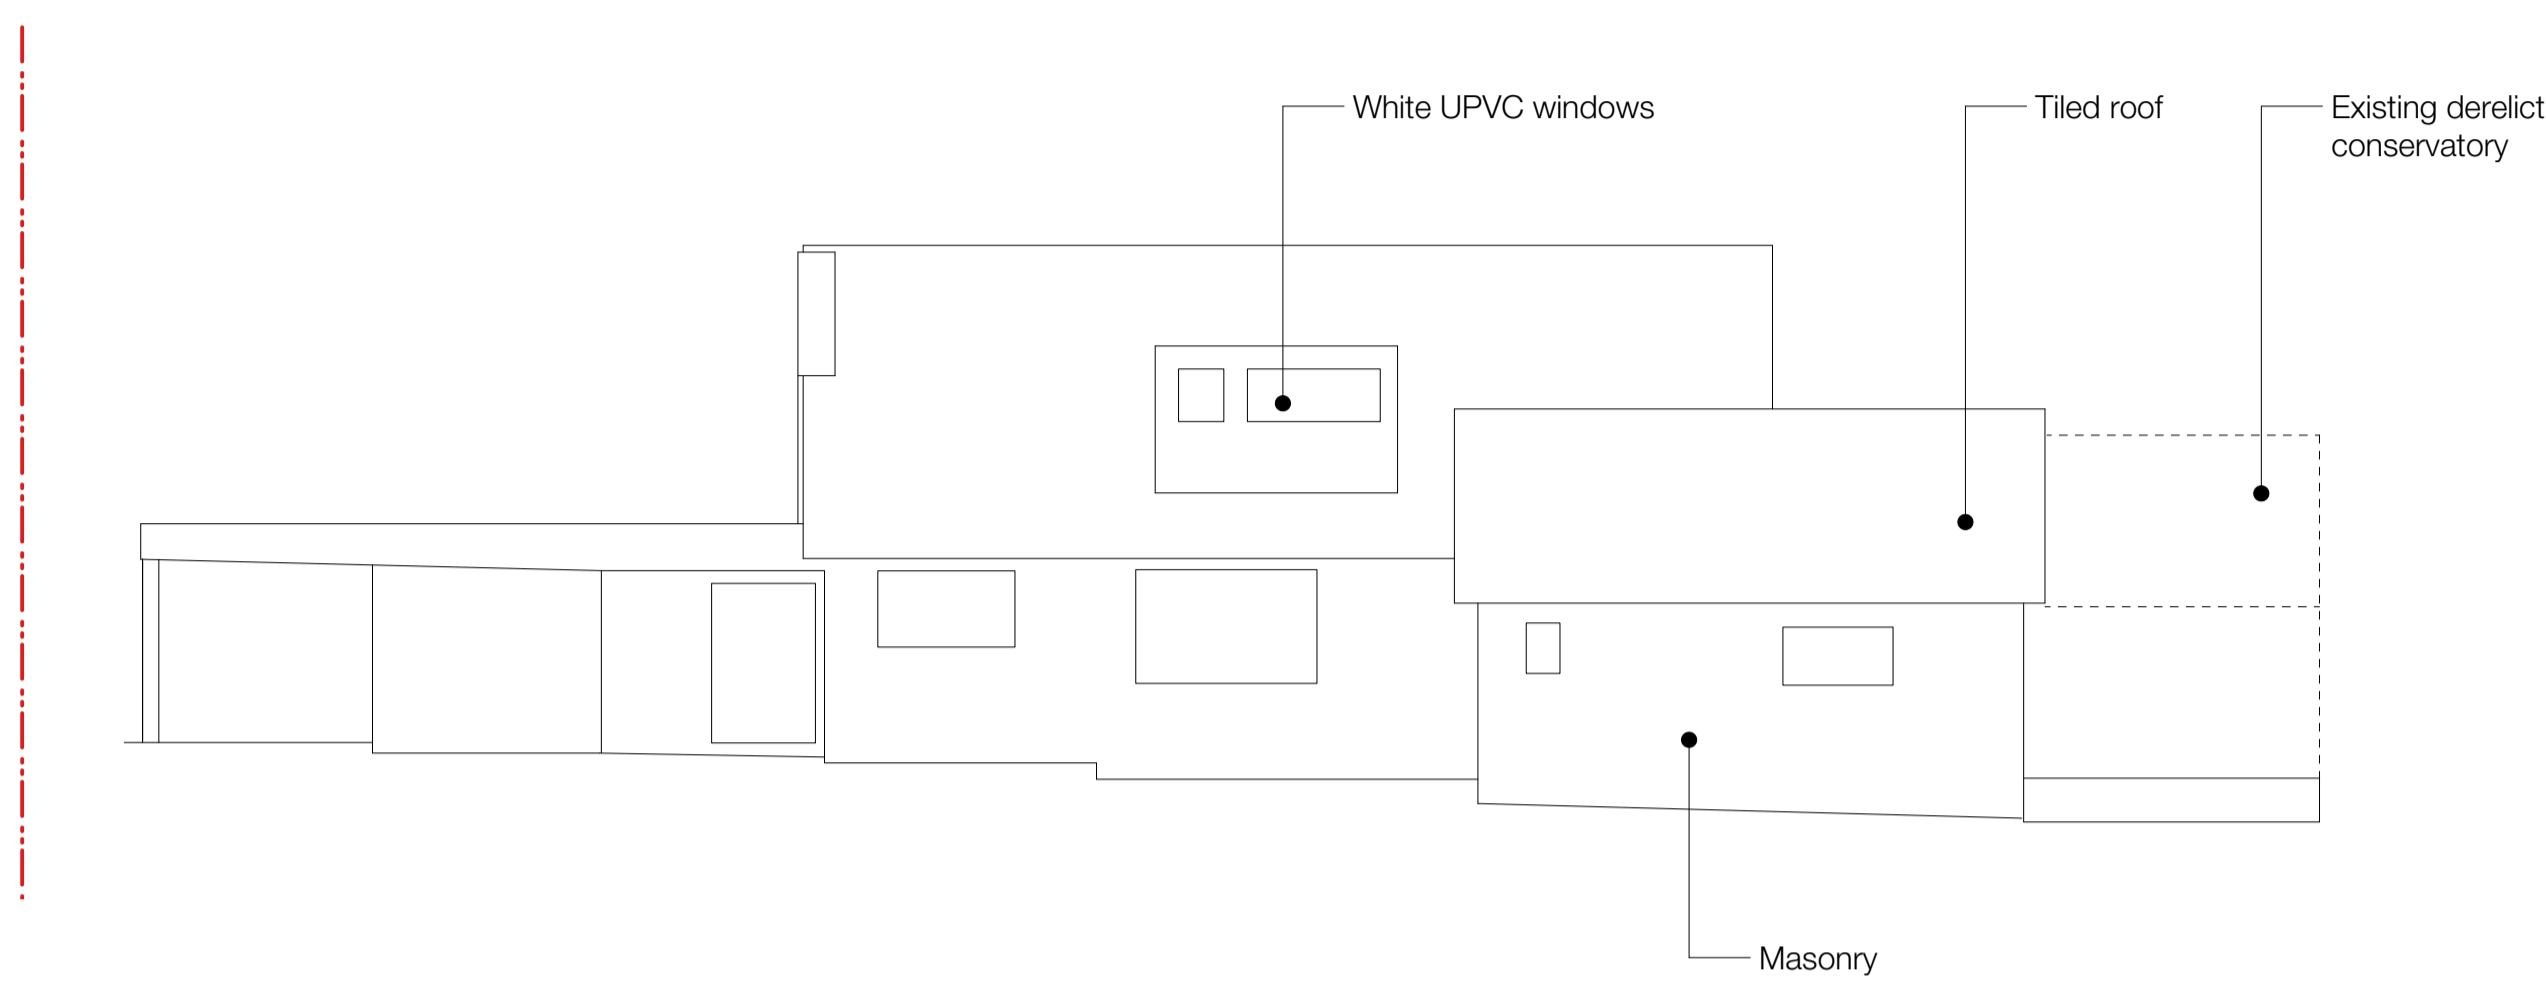 White UPVC windows
Tiled roof
Existing derelict
conservatory
Masonry